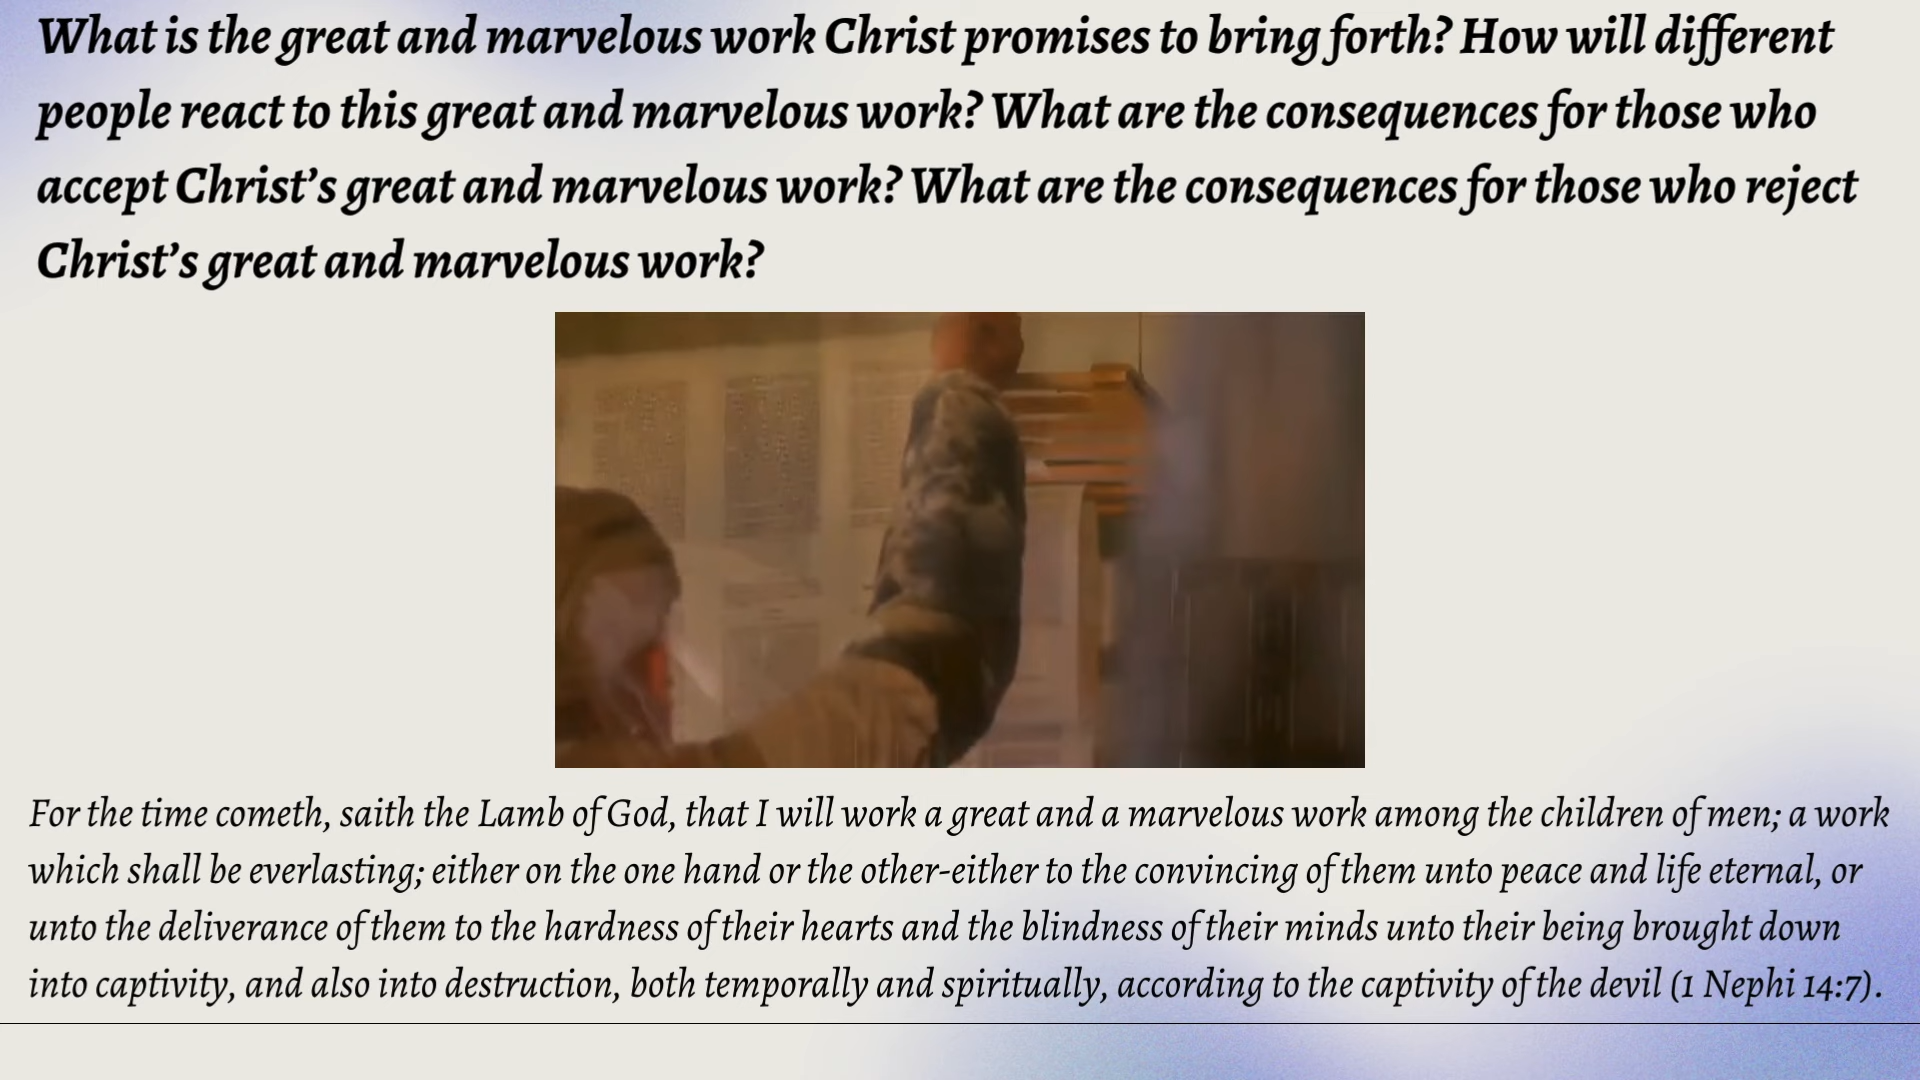 What is the great and marvelous work Christ promises to bring forth? How will different
people react to this great and marvelous work? What are the consequences for those who
accept Christ's great and marvelous work? What are the consequences for those who reject
Christ's great and marvelous work?
For the time cometh, saith the Lamb of God, that I will work a great and a marvelous work among the children of men; a work
which shall be everlasting; either on the one hand or the other-either to the convincing of them unto peace and life eternal, or
unto the deliverance of them to the hardness of their hearts and the blindness of their minds unto their being brought down
into captivity, and also into destruction, both temporally and spiritually, according to the captivity of the devil (1 Nephi 14:7).